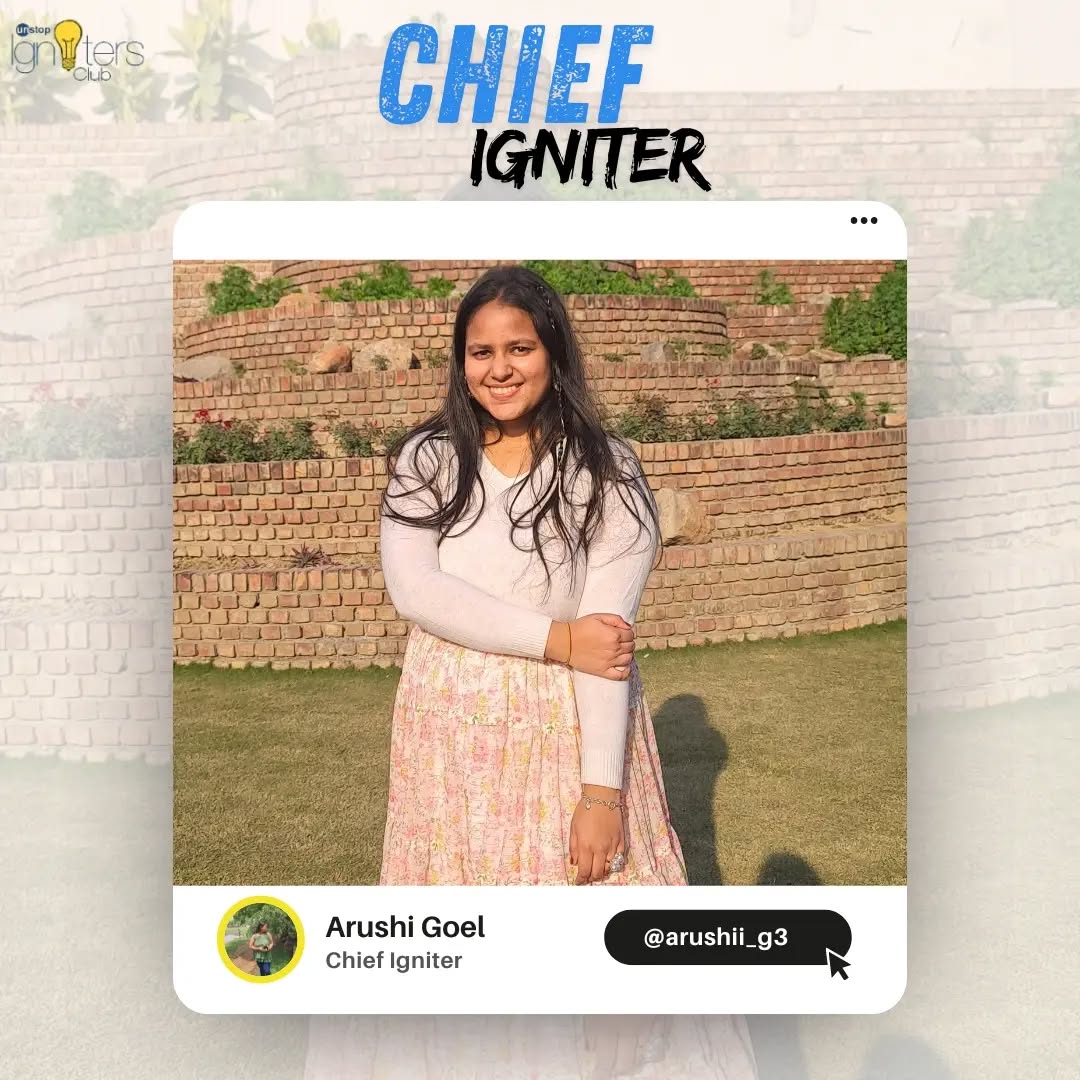 unstop
Igniters
Club
CHIEF
IGNITER
Arushi Goel
Chief Igniter
@arushii_g3